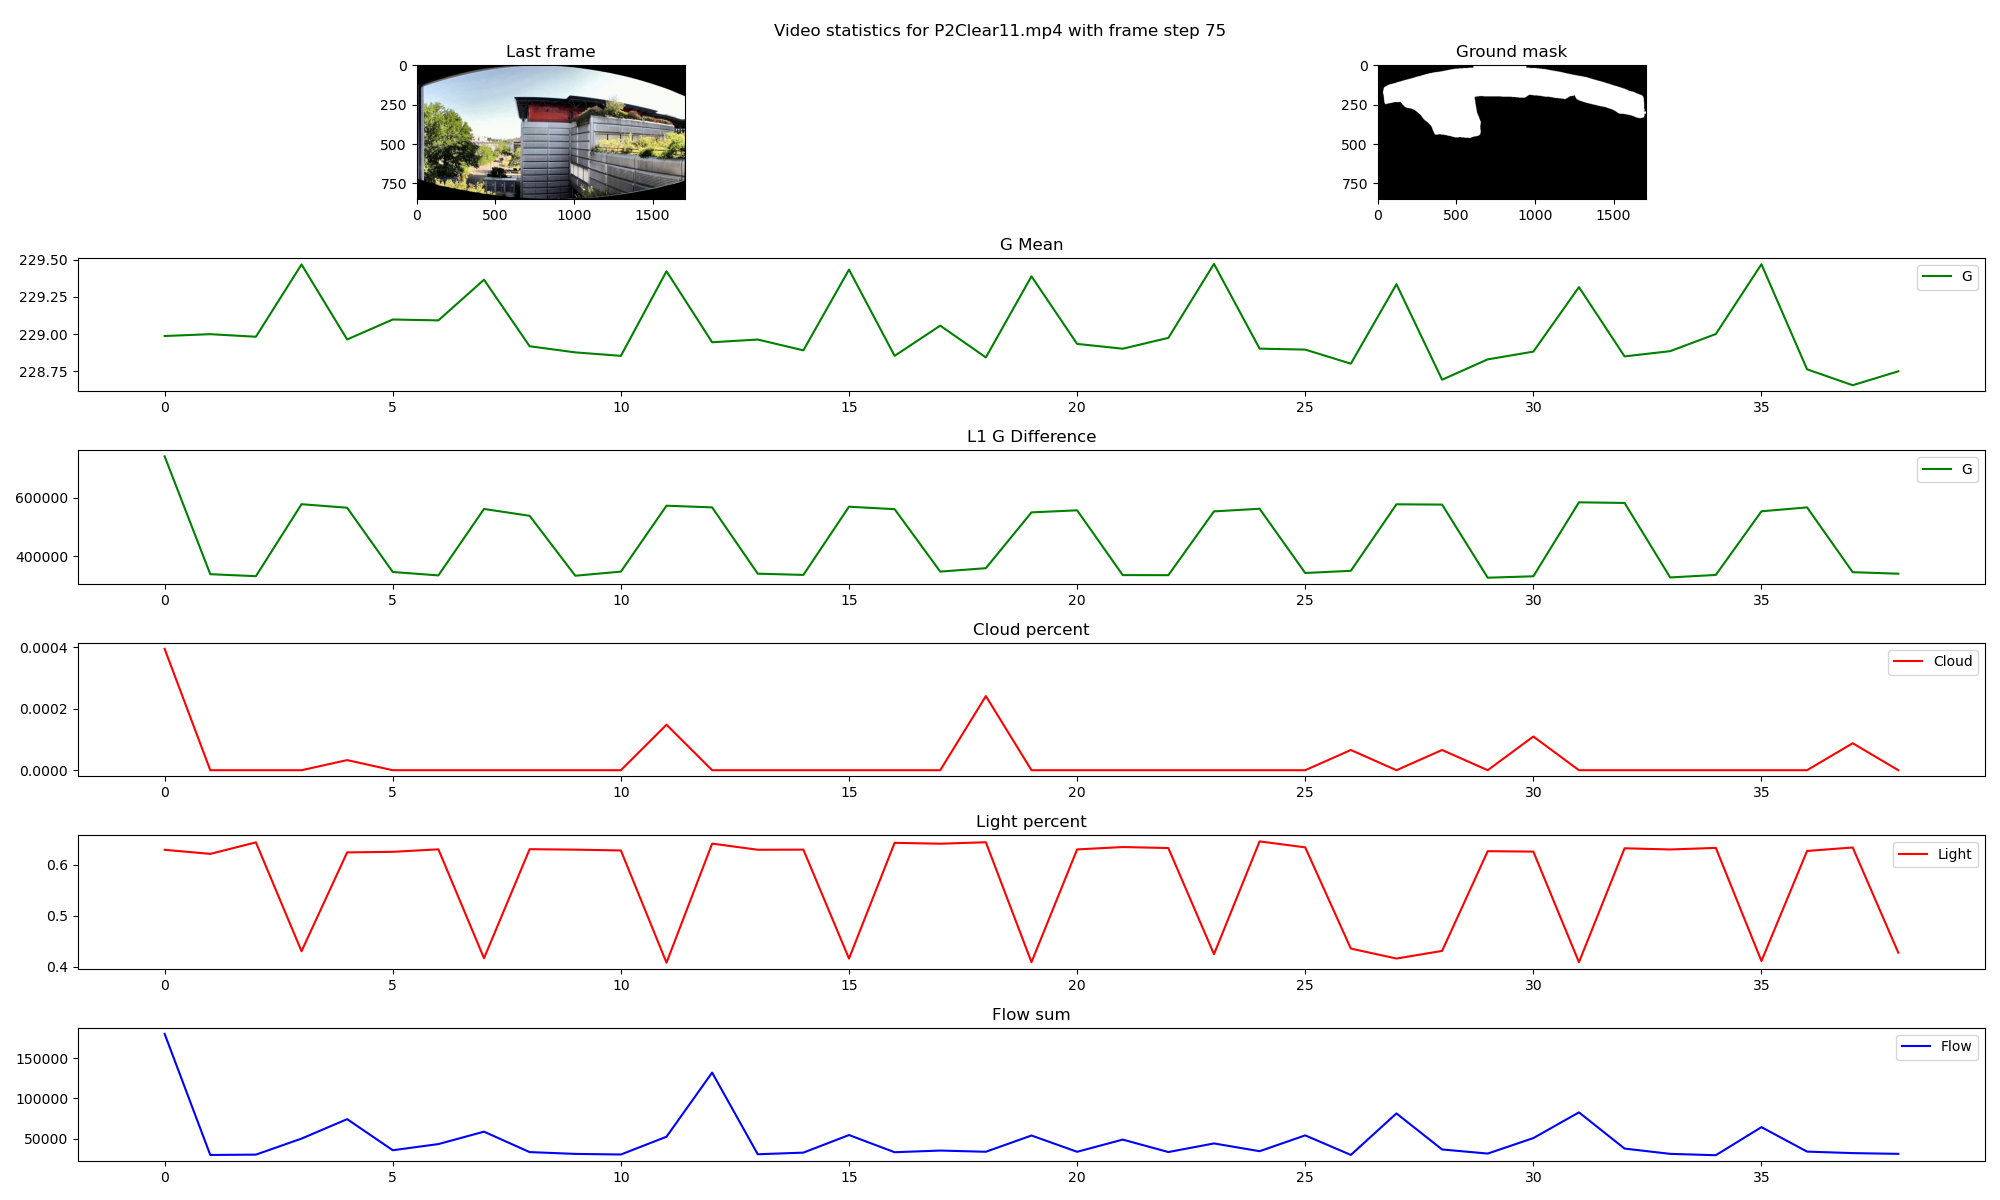 Video statistics for P2Clear11.mp4 with frame step 75
Last frame
0
250
500
750
0 500 1000 1500
Ground mask
0
250
500
750
0 500 1000 1500
G Mean
229.50
229.25
229.00
228.75
G
0 5 10 15 20 25 30 35
L1 G Difference
600000
400000
G
0 5 10 15 20 25 30 35
Cloud percent
0.0004
0.0002
0.0000
Cloud
0 5 10 15 20 25 30 35
Light percent
0.6
0.5
0.4
Light
0 5 10 15 20 25 30 35
Flow sum
150000
100000
50000
Flow
0 5 10 15 20 25 30 35